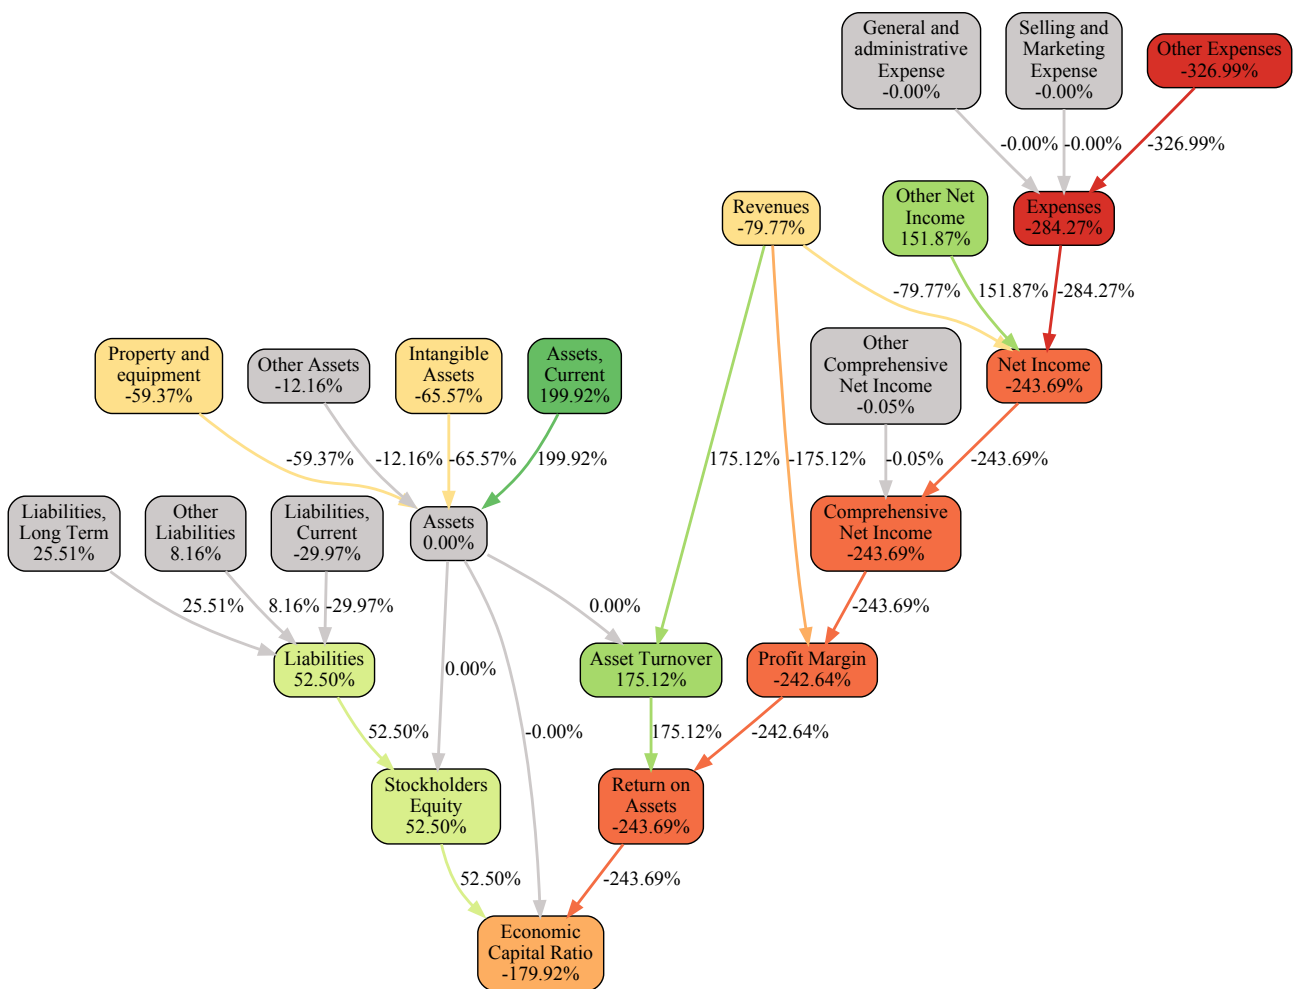 General and
administrative
Expense
-0.00%
Selling and
Marketing
Expense
-0.00%
Other Expenses
-326.99%
-0.00%
-0.00%
-326.99%
Revenues
-79.77%
Other Net
Income
151.87%
Expenses
-284.27%
-79.77%
151.87%
-284.27%
Property and
equipment
-59.37%
Other Assets
-12.16%
Intangible
Assets
-65.57%
Assets,
Current
199.92%
Other
Comprehensive
Net Income
-0.05%
Net Income
-243.69%
-59.37%
-12.16%
-65.57%
199.92%
175.12%
-175.12%
-0.05%
-243.69%
Liabilities,
Long Term
25.51%
Other
Liabilities
8.16%
Liabilities,
Current
-29.97%
Assets
0.00%
Comprehensive
Net Income
-243.69%
25.51%
8.16%
-29.97%
0.00%
-243.69%
Liabilities
52.50%
0.00%
Asset Turnover
175.12%
Profit Margin
-242.64%
52.50%
-0.00%
175.12%
-242.64%
Stockholders
Equity
52.50%
Return on
Assets
-243.69%
52.50%
-243.69%
Economic
Capital Ratio
-179.92%